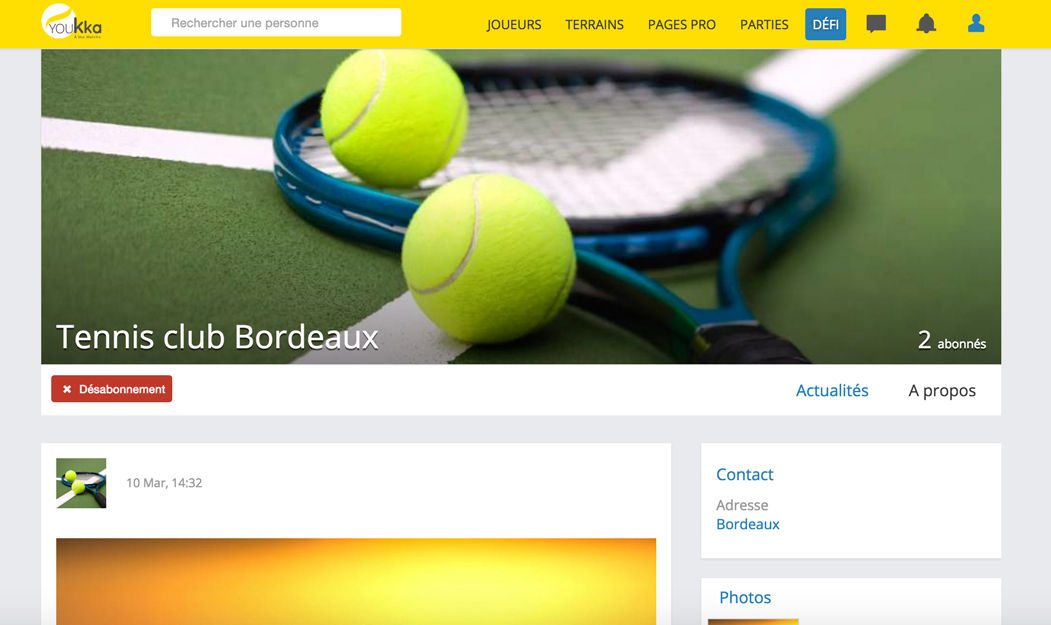 YOUkka
Rechercher une personne
JOUEURS
TERRAINS
PAGES PRO
PARTIES
DÉFI
Tennis club Bordeaux
2 abonnés
✖ Désabonnement
Actualités
A propos
10 Mar, 14:32
Contact
Adresse
Bordeaux
Photos